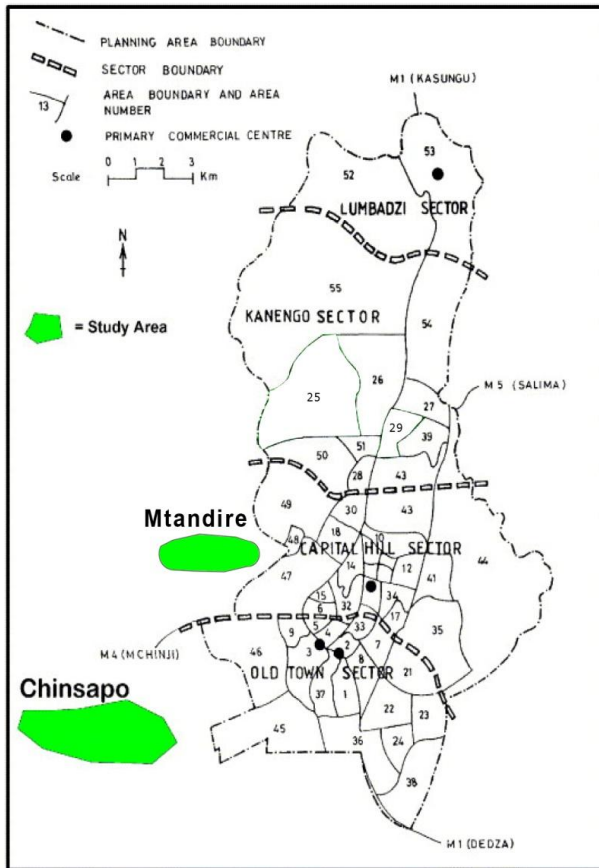 PLANNING AREA BOUNDARY
SECTOR BOUNDARY
13 AREA BOUNDARY AND AREA NUMBER
PRIMARY COMMERCIAL CENTRE
Scale 0 1 2 3 Km
N
= Study Area
M1 (KASUNGU)
53
52
LUMBADZI SECTOR
55
KANENGO SECTOR
54
26
25
M5 (SALIMA)
27
29
39
51
50
28
43
49
30
43
Mtandire
48
18
10
CAPITAL HILL SECTOR
44
14
12
47
41
15
34
6
32
17
5
4
33
35
9
M4 (MCHINJI)
46
3
2
7
8
OLD TOWN SECTOR
21
Chinsapo
37
1
22
23
45
36
24
38
M1 (DEDZA)